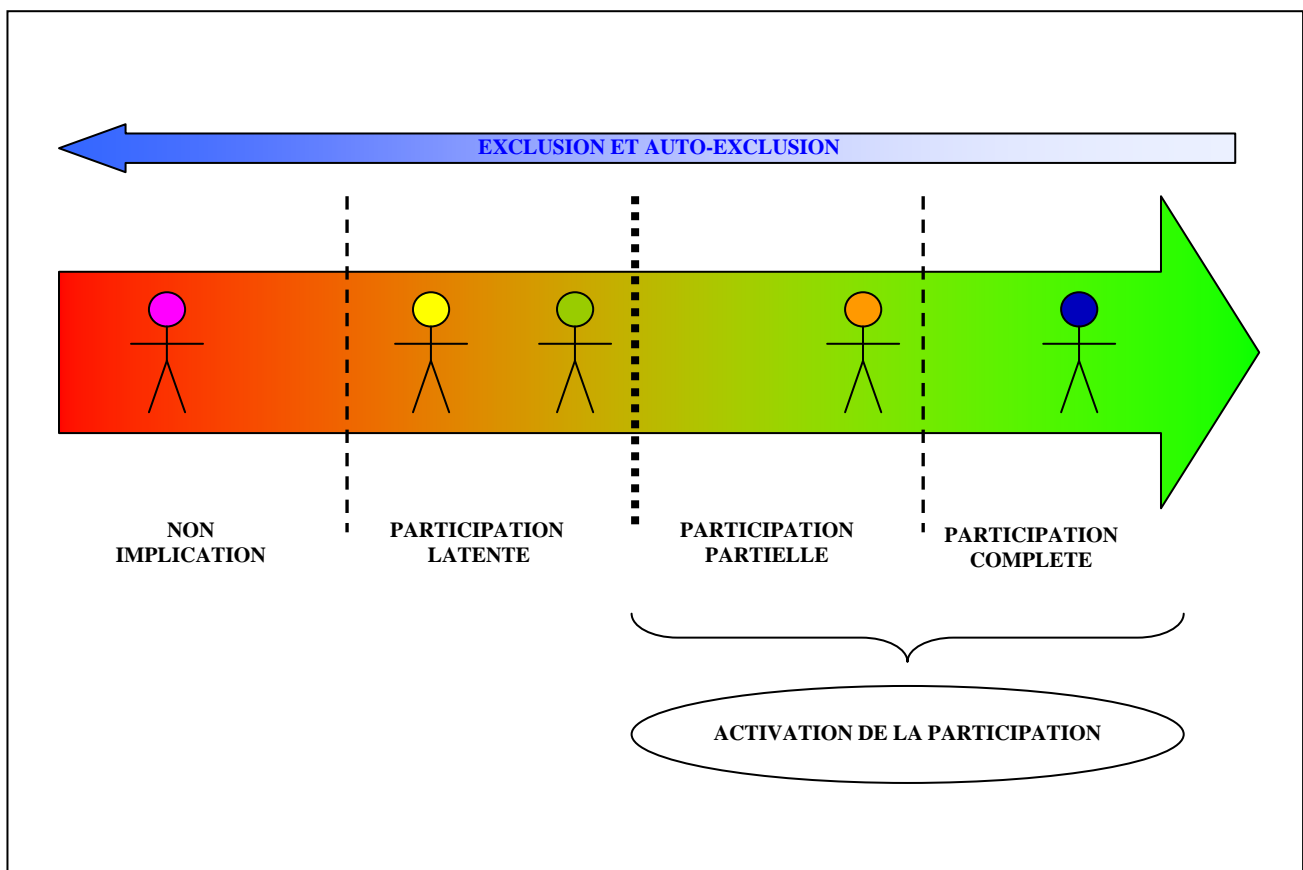 EXCLUSION ET AUTO-EXCLUSION
NON
IMPLICATION
PARTICIPATION
LATENTE
PARTICIPATION
PARTIELLE
PARTICIPATION
COMPLETE
ACTIVATION DE LA PARTICIPATION